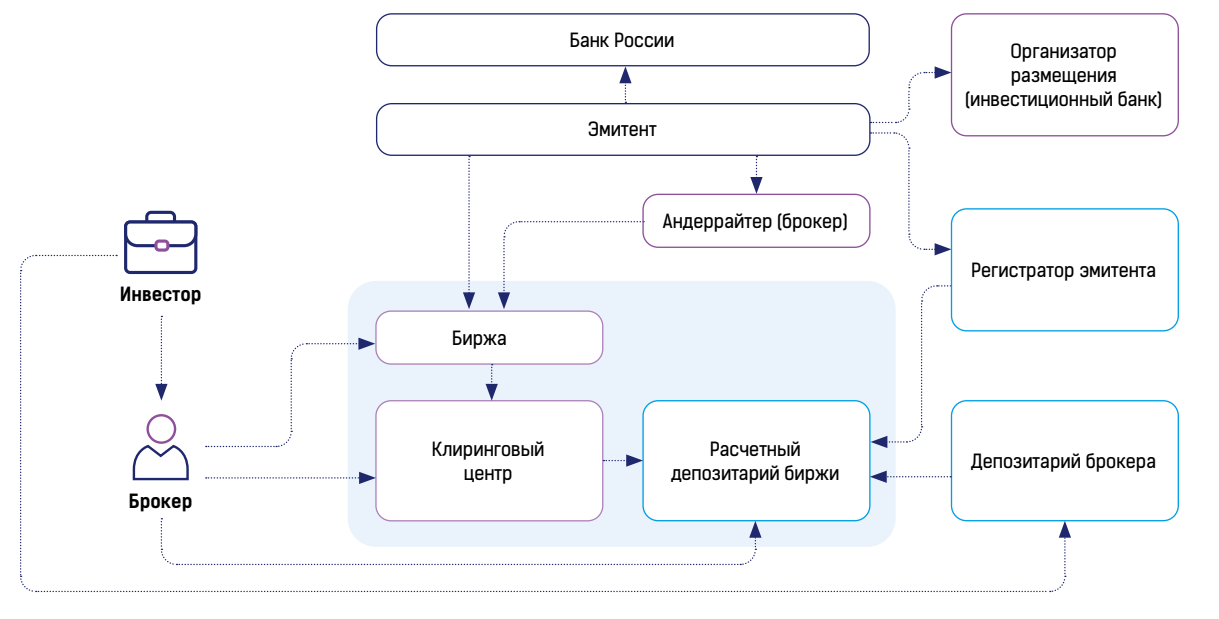 Банк России
Организатор
размещения
(инвестиционный банк)
Эмитент
Андеррайтер (брокер)
Регистратор эмитента
Инвестор
Биржа
Клиринговый
центр
Расчетный
депозитарий биржи
Депозитарий брокера
Брокер